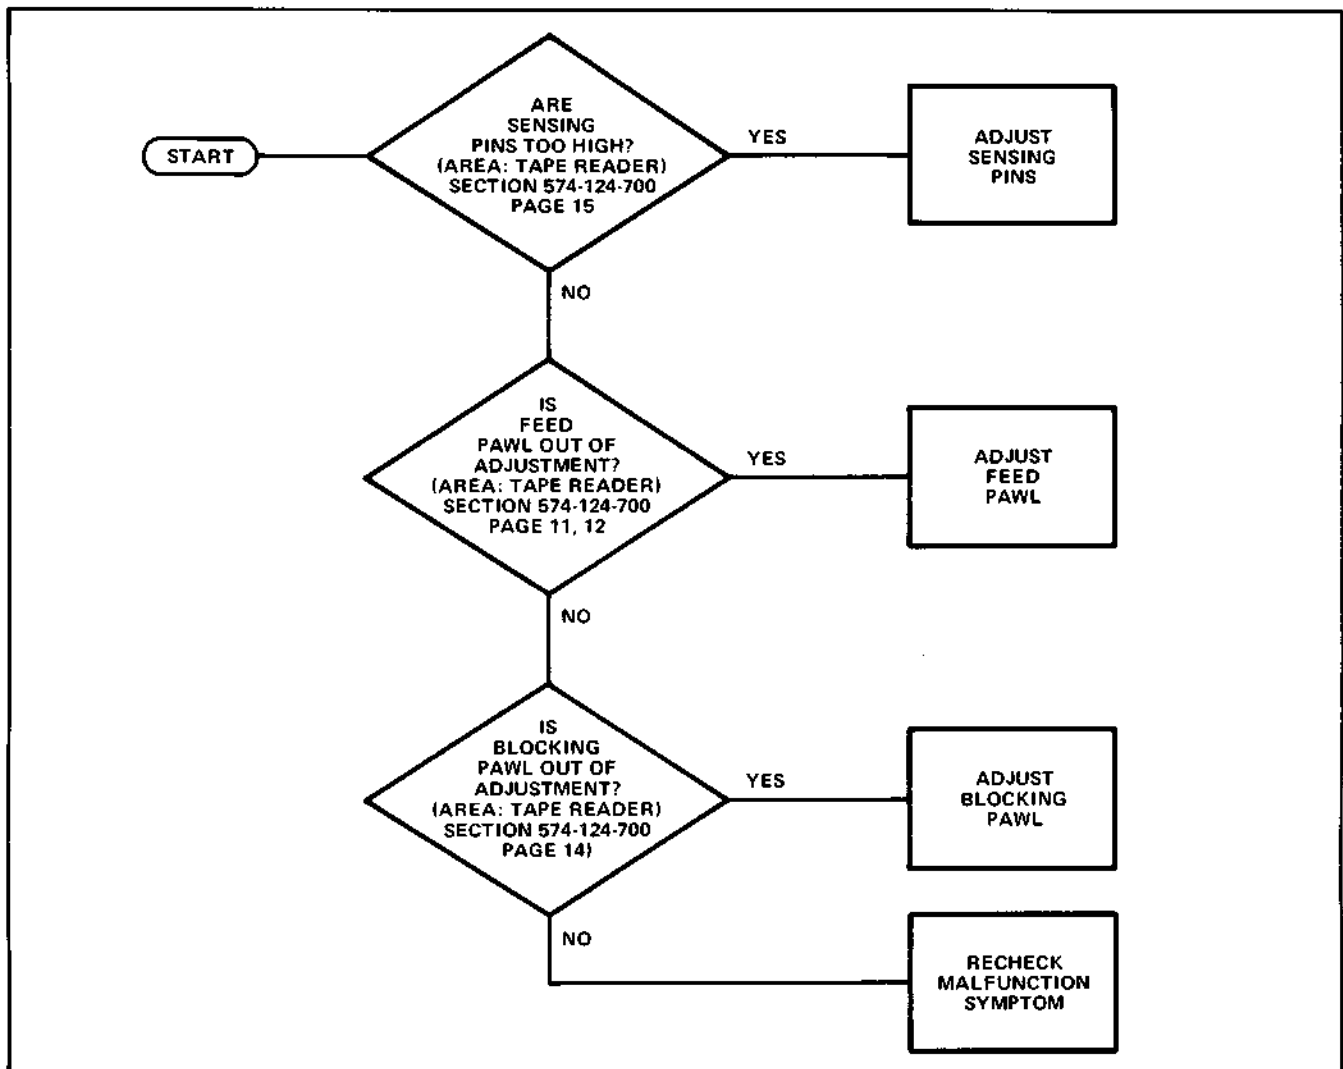 START
ARE
SENSING
PINS TOO HIGH?
(AREA: TAPE READER)
SECTION 574-124-700
PAGE 15
YES
ADJUST
SENSING
PINS
NO
IS
FEED
PAWL OUT OF
ADJUSTMENT?
(AREA: TAPE READER)
SECTION 574-124-700
PAGE 11, 12
YES
ADJUST
FEED
PAWL
NO
IS
BLOCKING
PAWL OUT OF
ADJUSTMENT?
(AREA: TAPE READER)
SECTION 574-124-700
PAGE 14)
YES
ADJUST
BLOCKING
PAWL
NO
RECHECK
MALFUNCTION
SYMPTOM